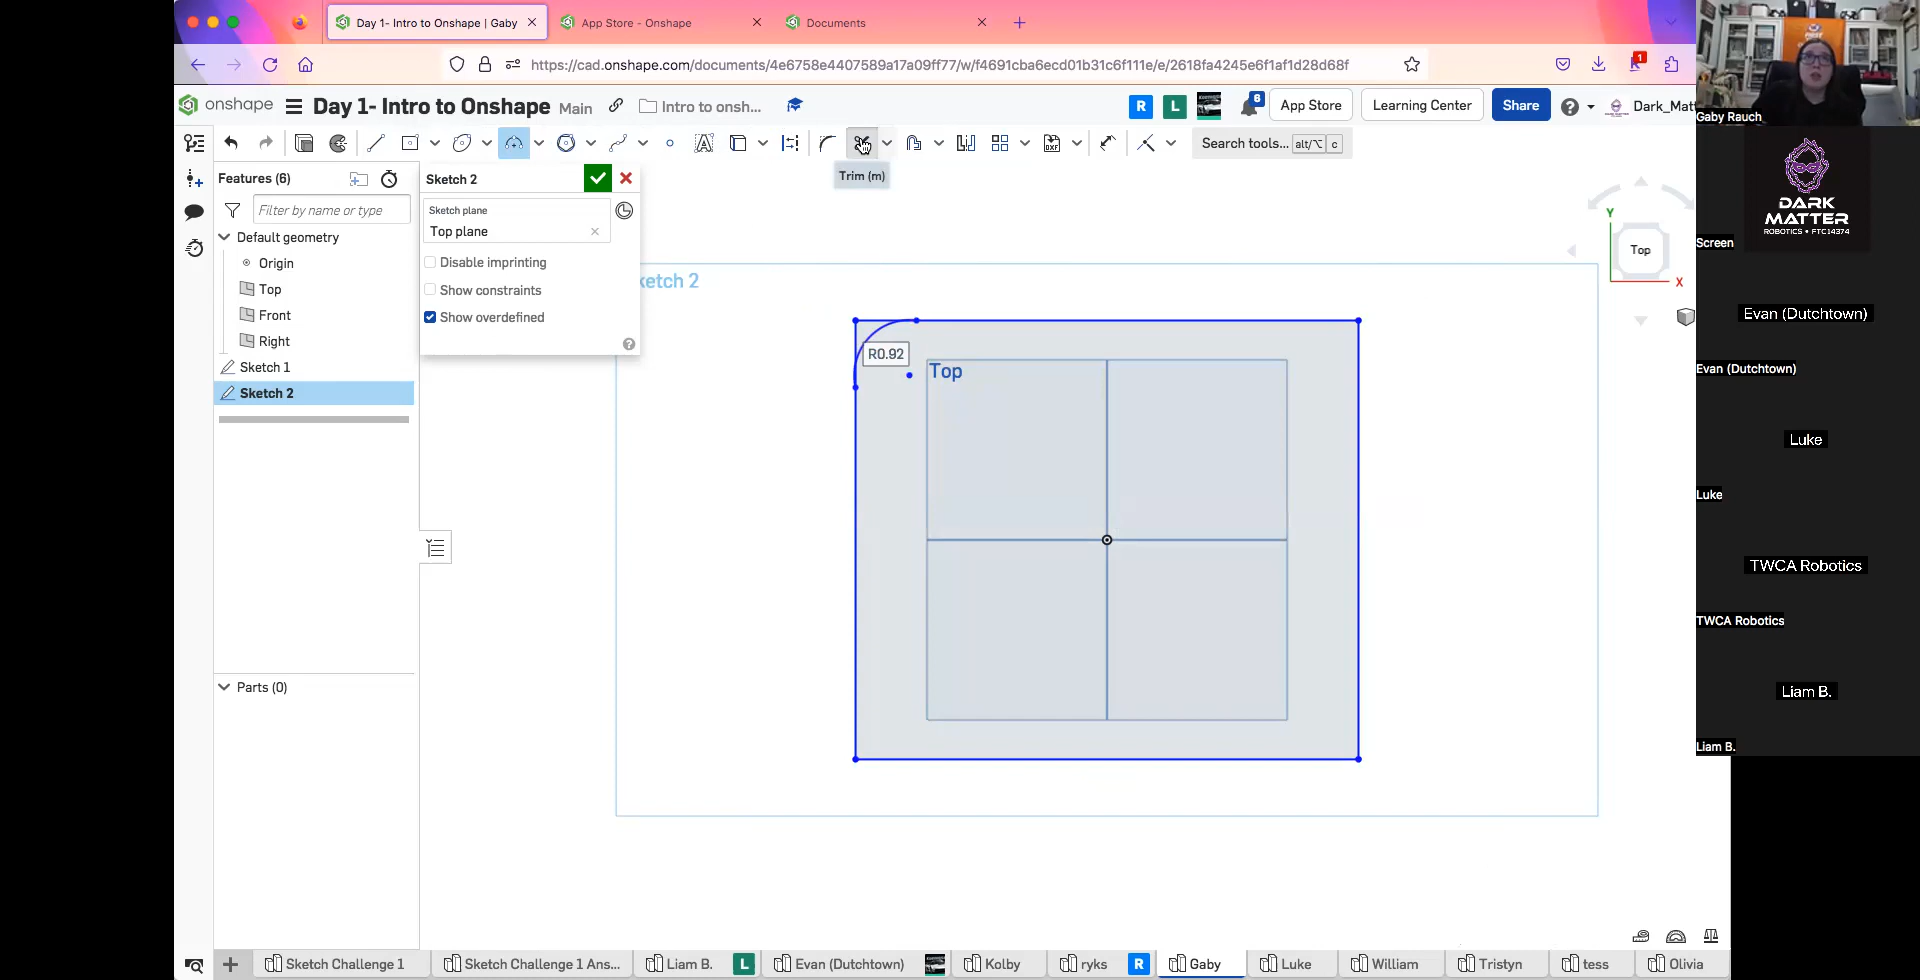 Day 1- Intro to Onshape | Gaby
App Store - Onshape
Documents
https://cad.onshape.com/documents/4e6758e4407589a17a09ff77/w/f4691cba6ecd01b31c6f111e/e/2618fa4245e6f1af1d28d68f
1
onshape
Day 1- Intro to Onshape
Main
Intro to onsh...
R
L
6
App Store
Learning Center
Share
Dark_Matt
Search tools...
alt/⌥
c
Trim (m)
Features (6)
Filter by name or type
Default geometry
Origin
Top
Front
Right
Sketch 1
Sketch 2
Parts (0)
Sketch 2
Sketch plane
Top plane
Disable imprinting
Show constraints
Show overdefined
ketch 2
R0.92
Top
Y
Top
X
Gaby Rauch
DARK
MATTER
ROBOTICS • FTC14374
Screen
Evan (Dutchtown)
Evan (Dutchtown)
Luke
Luke
TWCA Robotics
TWCA Robotics
Liam B.
Liam B.
Sketch Challenge 1
Sketch Challenge 1 Ans...
Liam B.
L
Evan (Dutchtown)
Kolby
ryks
R
Gaby
Luke
William
Tristyn
tess
Olivia